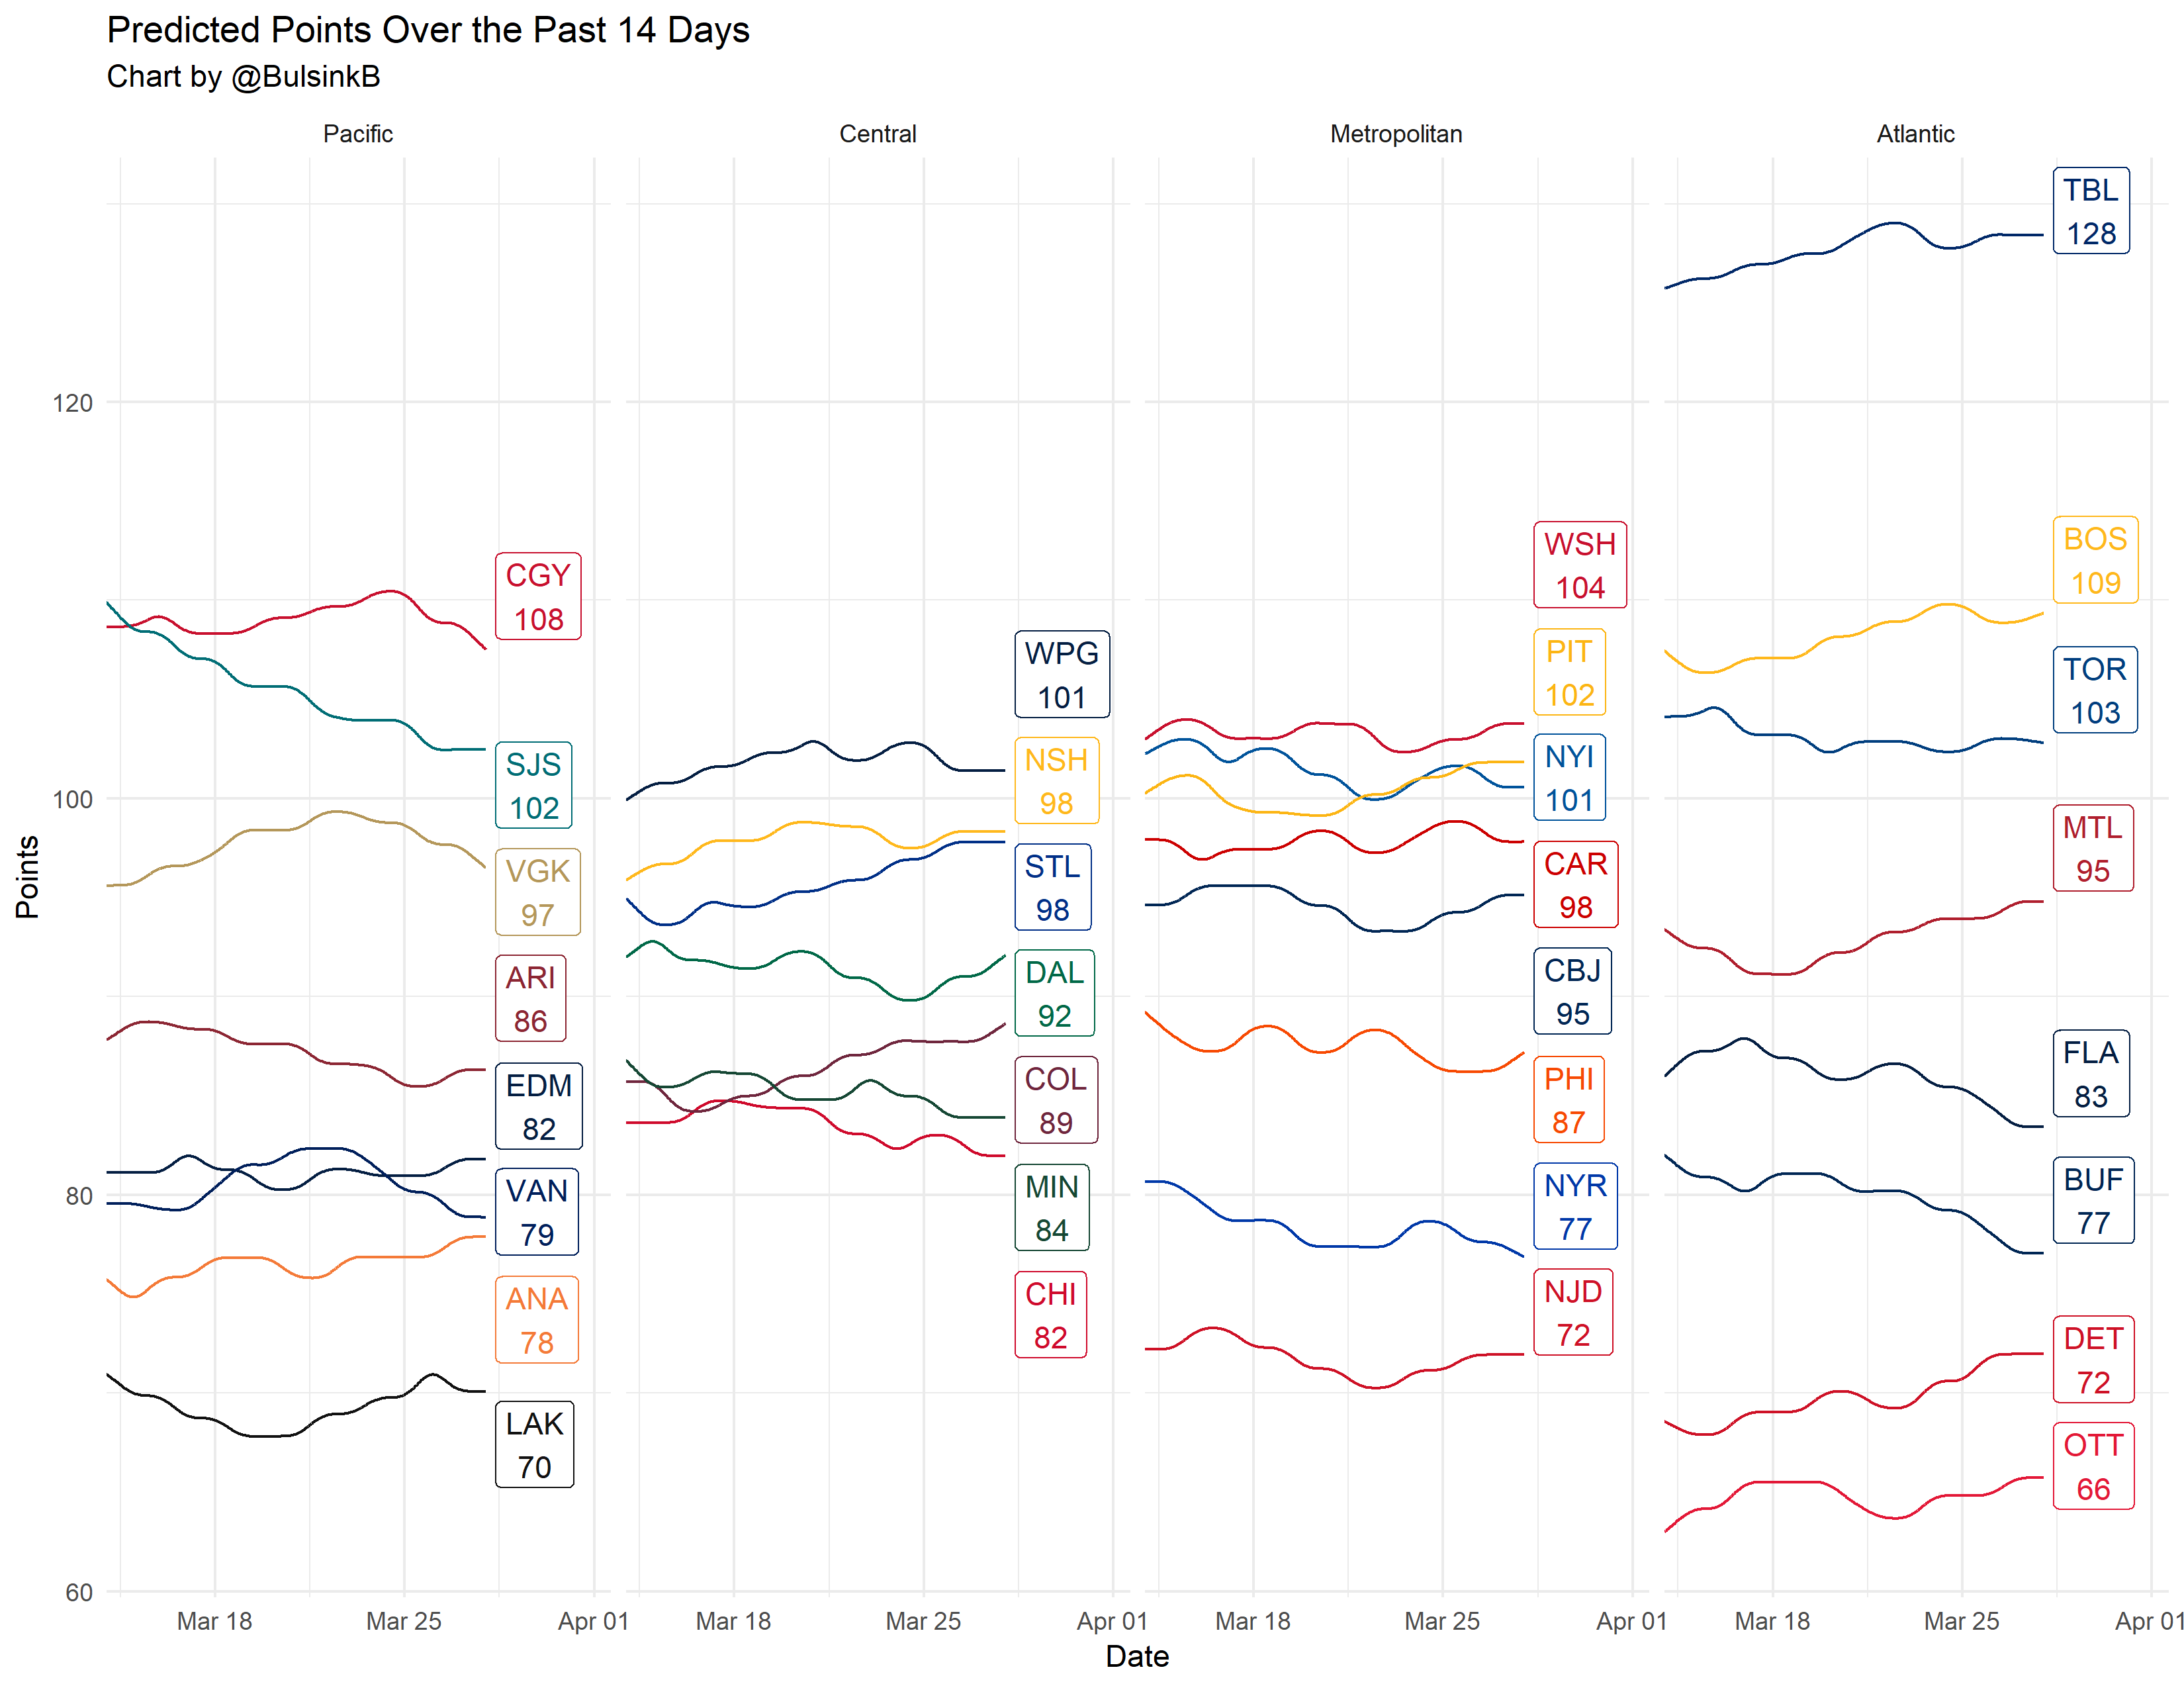 Predicted Points Over the Past 14 Days
Chart by @BulsinkB
Pacific
Central
Metropolitan
Atlantic
Points
120
100
80
60
CGY
108
SJS
102
VGK
97
ARI
86
EDM
82
VAN
79
ANA
78
LAK
70
WPG
101
NSH
98
STL
98
DAL
92
COL
89
MIN
84
CHI
82
WSH
104
PIT
102
NYI
101
CAR
98
CBJ
95
PHI
87
NYR
77
NJD
72
TBL
128
BOS
109
TOR
103
MTL
95
FLA
83
BUF
77
DET
72
OTT
66
Mar 18 Mar 25 Apr 01
Mar 18 Mar 25 Apr 01
Mar 18 Mar 25 Apr 01
Mar 18 Mar 25 Apr 01
Date